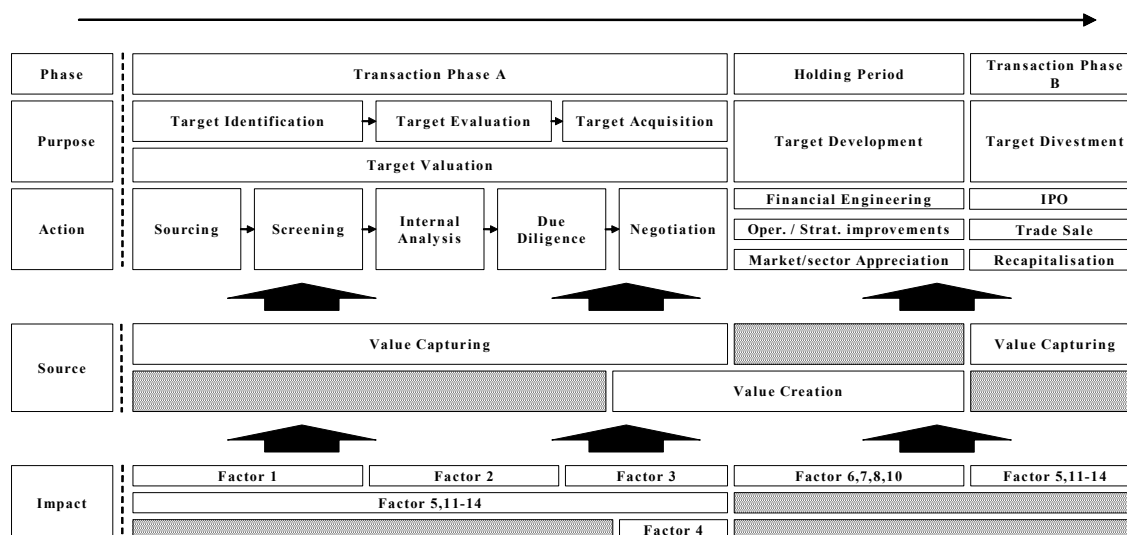 Phase
Transaction Phase A
Holding Period
Transaction Phase
B
Purpose
Target Identification
Target Evaluation
Target Acquisition
Target Valuation
Target Development
Target Divestment
Action
Sourcing
Screening
Internal
Analysis
Due
Diligence
Negotiation
Financial Engineering
Oper. / Strat. improvements
Market/sector Appreciation
IPO
Trade Sale
Recapitalisation
Source
Value Capturing
Value Capturing
Value Creation
Impact
Factor 1
Factor 2
Factor 3
Factor 6,7,8,10
Factor 5,11-14
Factor 5,11-14
Factor 4